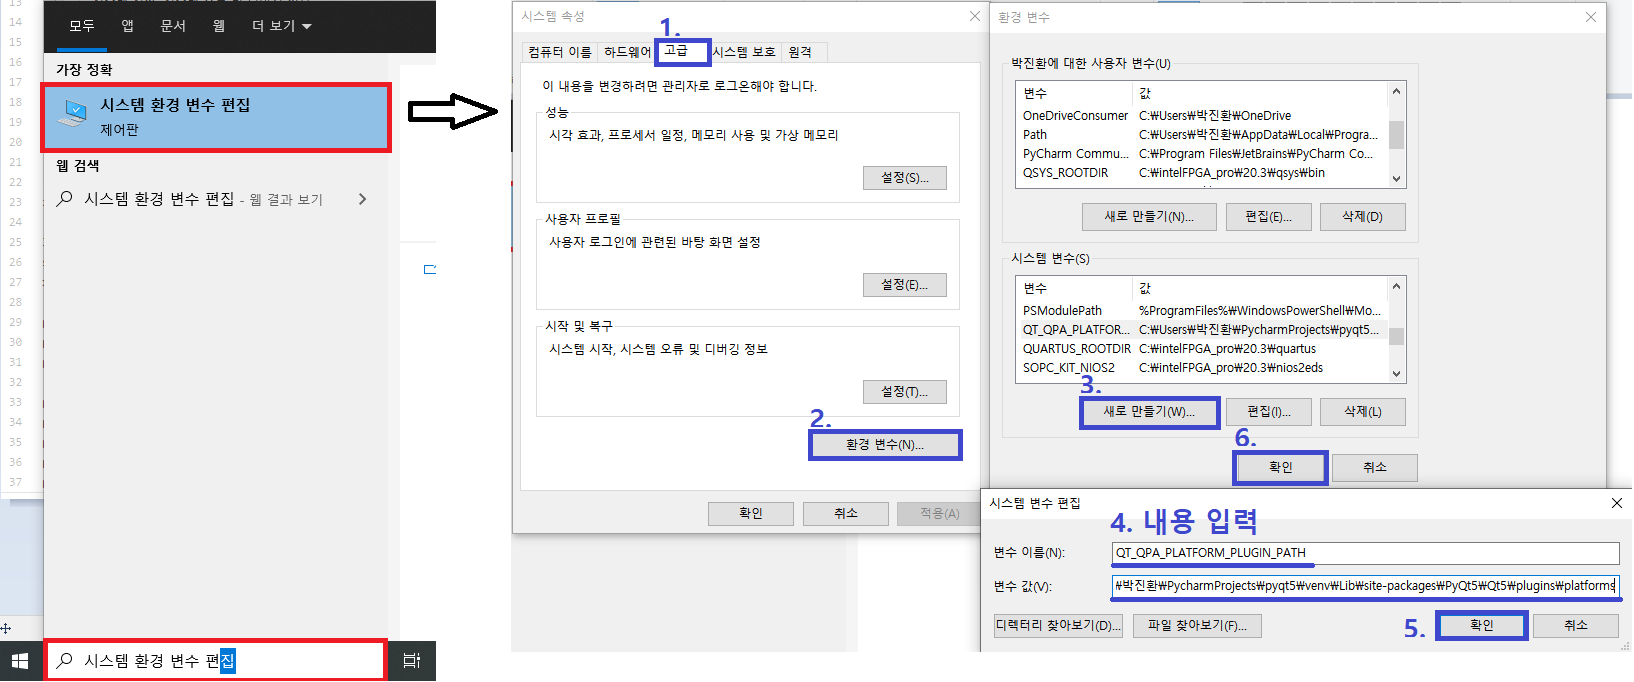 모두 앱 문서 웹 더 보기
가장 정확
시스템 환경 변수 편집
제어판
웹 검색
시스템 환경 변수 편집 - 웹 결과 보기
시스템 환경 변수 편집
13
14
15
16
17
18
19
20
21
22
23
24
25
26
27
28
29
30
31
32
33
34
35
36
37
시스템 속성
1.
컴퓨터 이름 하드웨어 고급 시스템 보호 원격
이 내용을 변경하려면 관리자로 로그온해야 합니다.
성능
시각 효과, 프로세서 일정, 메모리 사용 및 가상 메모리
설정(S)...
사용자 프로필
사용자 로그인에 관련된 바탕 화면 설정
설정(E)...
시작 및 복구
시스템 시작, 시스템 오류 및 디버깅 정보
설정(T)...
2.
환경 변수(N)...
확인 취소 적용(A)
환경 변수
박진환에 대한 사용자 변수(U)
변수 값
OneDriveConsumer C:₩Users₩박진환₩OneDrive
Path C:₩Users₩박진환₩AppData₩Local₩Progra...
PyCharm Commu... C:₩Program Files₩JetBrains₩PyCharm Co...
QSYS_ROOTDIR C:₩intelFPGA_pro₩20.3₩qsys₩bin
새로 만들기(N)... 편집(E)... 삭제(D)
시스템 변수(S)
변수 값
PSModulePath %ProgramFiles%₩WindowsPowerShell₩Mo...
QT_QPA_PLATFOR... C:₩Users₩박진환₩PycharmProjects₩pyqt5...
QUARTUS_ROOTDIR C:₩intelFPGA_pro₩20.3₩quartus
SOPC_KIT_NIOS2 C:₩intelFPGA_pro₩20.3₩nios2eds
3.
새로 만들기(W)... 편집(I)... 삭제(L)
6.
확인 취소
시스템 변수 편집
4. 내용 입력
변수 이름(N): QT_QPA_PLATFORM_PLUGIN_PATH
변수 값(V): ₩박진환₩PycharmProjects₩pyqt5₩venv₩Lib₩site-packages₩PyQt5₩Qt5₩plugins₩platforms
디렉터리 찾아보기(D)... 파일 찾아보기(F)... 5. 확인 취소